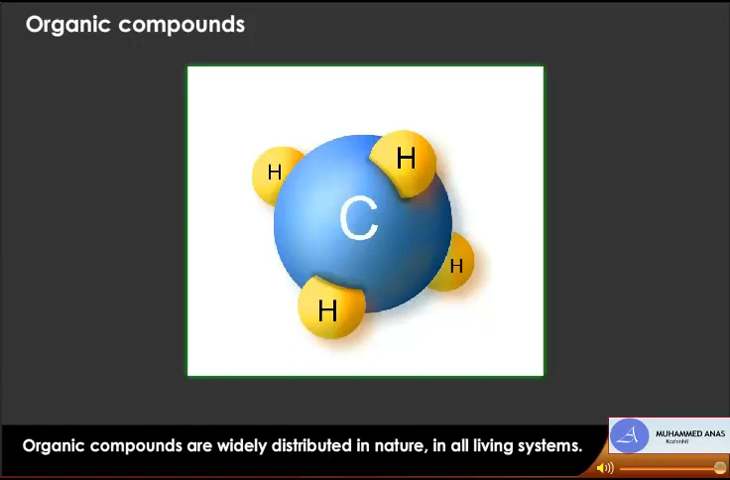 Organic compounds
H
H
C
H
H
Organic compounds are widely distributed in nature, in all living systems.
MUHAMMED ANAS